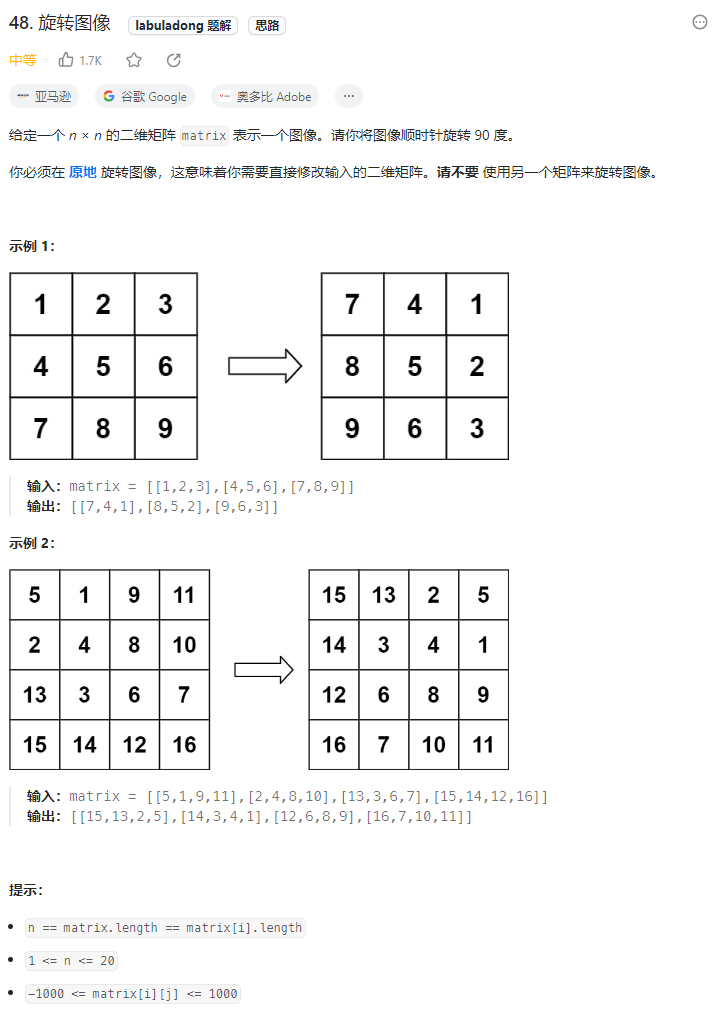 48. 旋转图像 labuladong 题解 思路
中等 1.7K
亚马逊 谷歌 Google 奥多比 Adobe ...
给定一个 n × n 的二维矩阵 matrix 表示一个图像。请你将图像顺时针旋转 90 度。
你必须在 原地 旋转图像，这意味着你需要直接修改输入的二维矩阵。请不要 使用另一个矩阵来旋转图像。
示例 1：
1 2 3 7 4 1
4 5 6 8 5 2
7 8 9 9 6 3
输入：matrix = [[1,2,3],[4,5,6],[7,8,9]]
输出：[[7,4,1],[8,5,2],[9,6,3]]
示例 2：
5 1 9 11 15 13 2 5
2 4 8 10 14 3 4 1
13 3 6 7 12 6 8 9
15 14 12 16 16 7 10 11
输入：matrix = [[5,1,9,11],[2,4,8,10],[13,3,6,7],[15,14,12,16]]
输出：[[15,13,2,5],[14,3,4,1],[12,6,8,9],[16,7,10,11]]
提示：
n == matrix.length == matrix[i].length
1 <= n <= 20
-1000 <= matrix[i][j] <= 1000